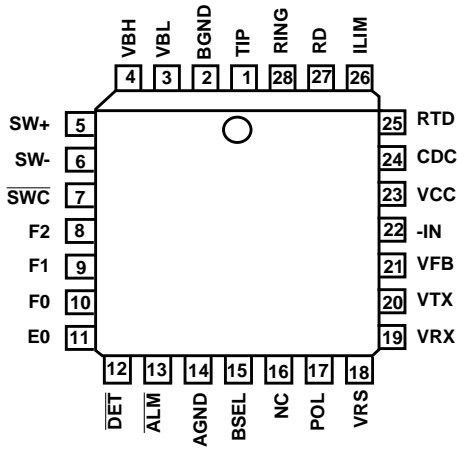 VBH VBL BGND TIP RING RD ILIM
4 3 2 1 28 27 26
SW+ 5 25 RTD
SW- 6 24 CDC
SWC 7 23 VCC
F2 8 22 -IN
F1 9 21 VFB
F0 10 20 VTX
E0 11 19 VRX
12 13 14 15 16 17 18
DET ALM AGND BSEL NC POL VRS